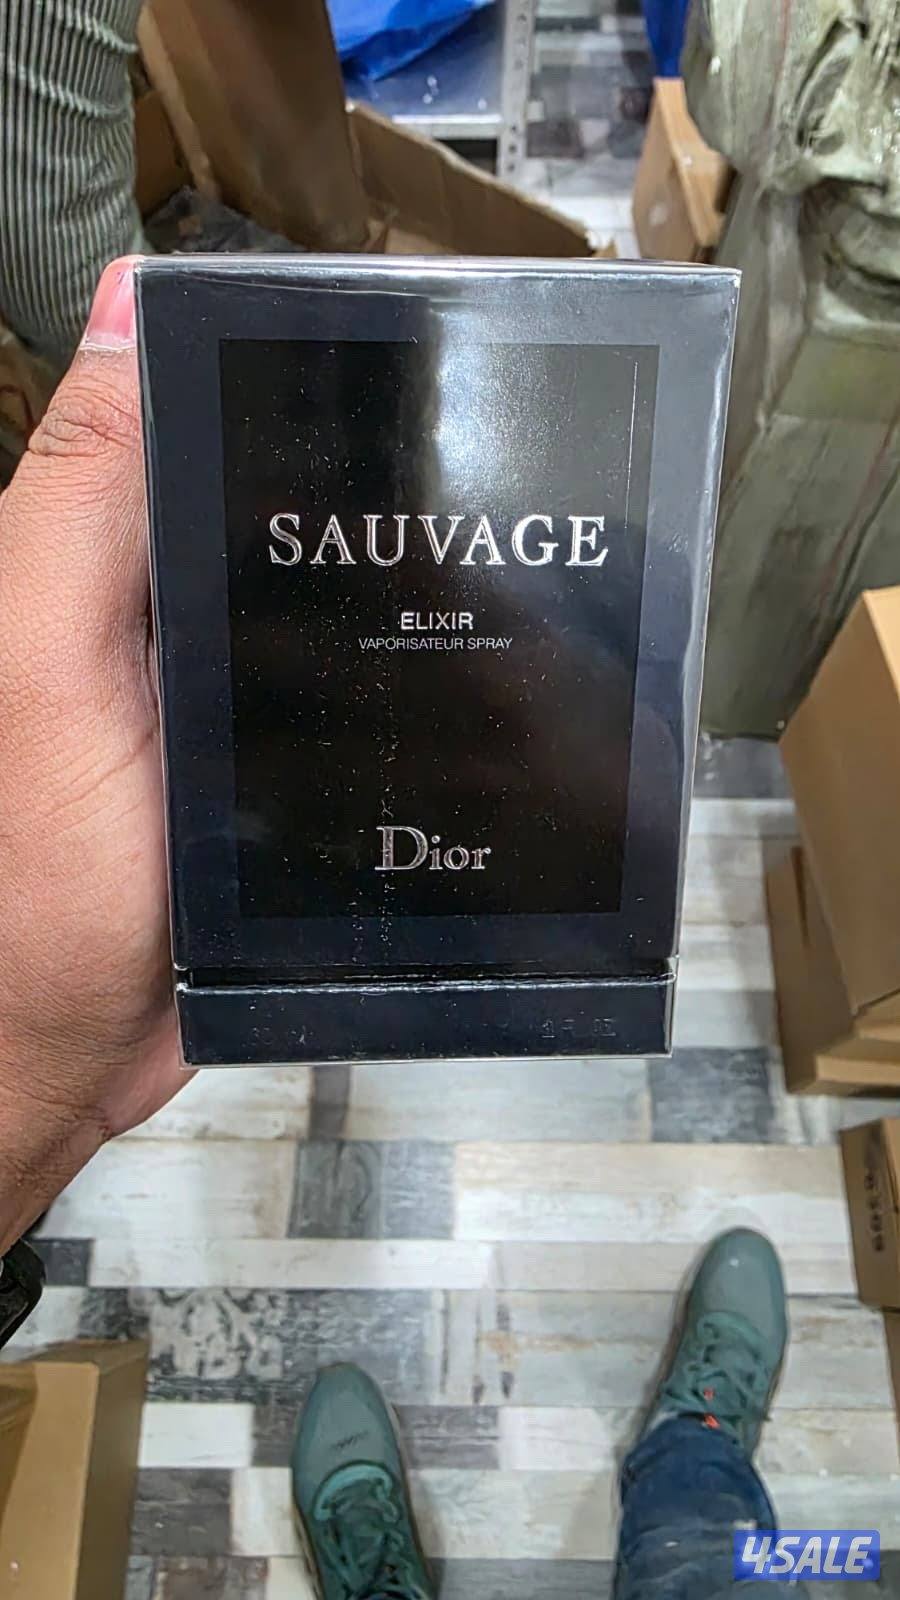 SAUVAGE
ELIXIR
VAPORISATEUR SPRAY
Dior
4SALE